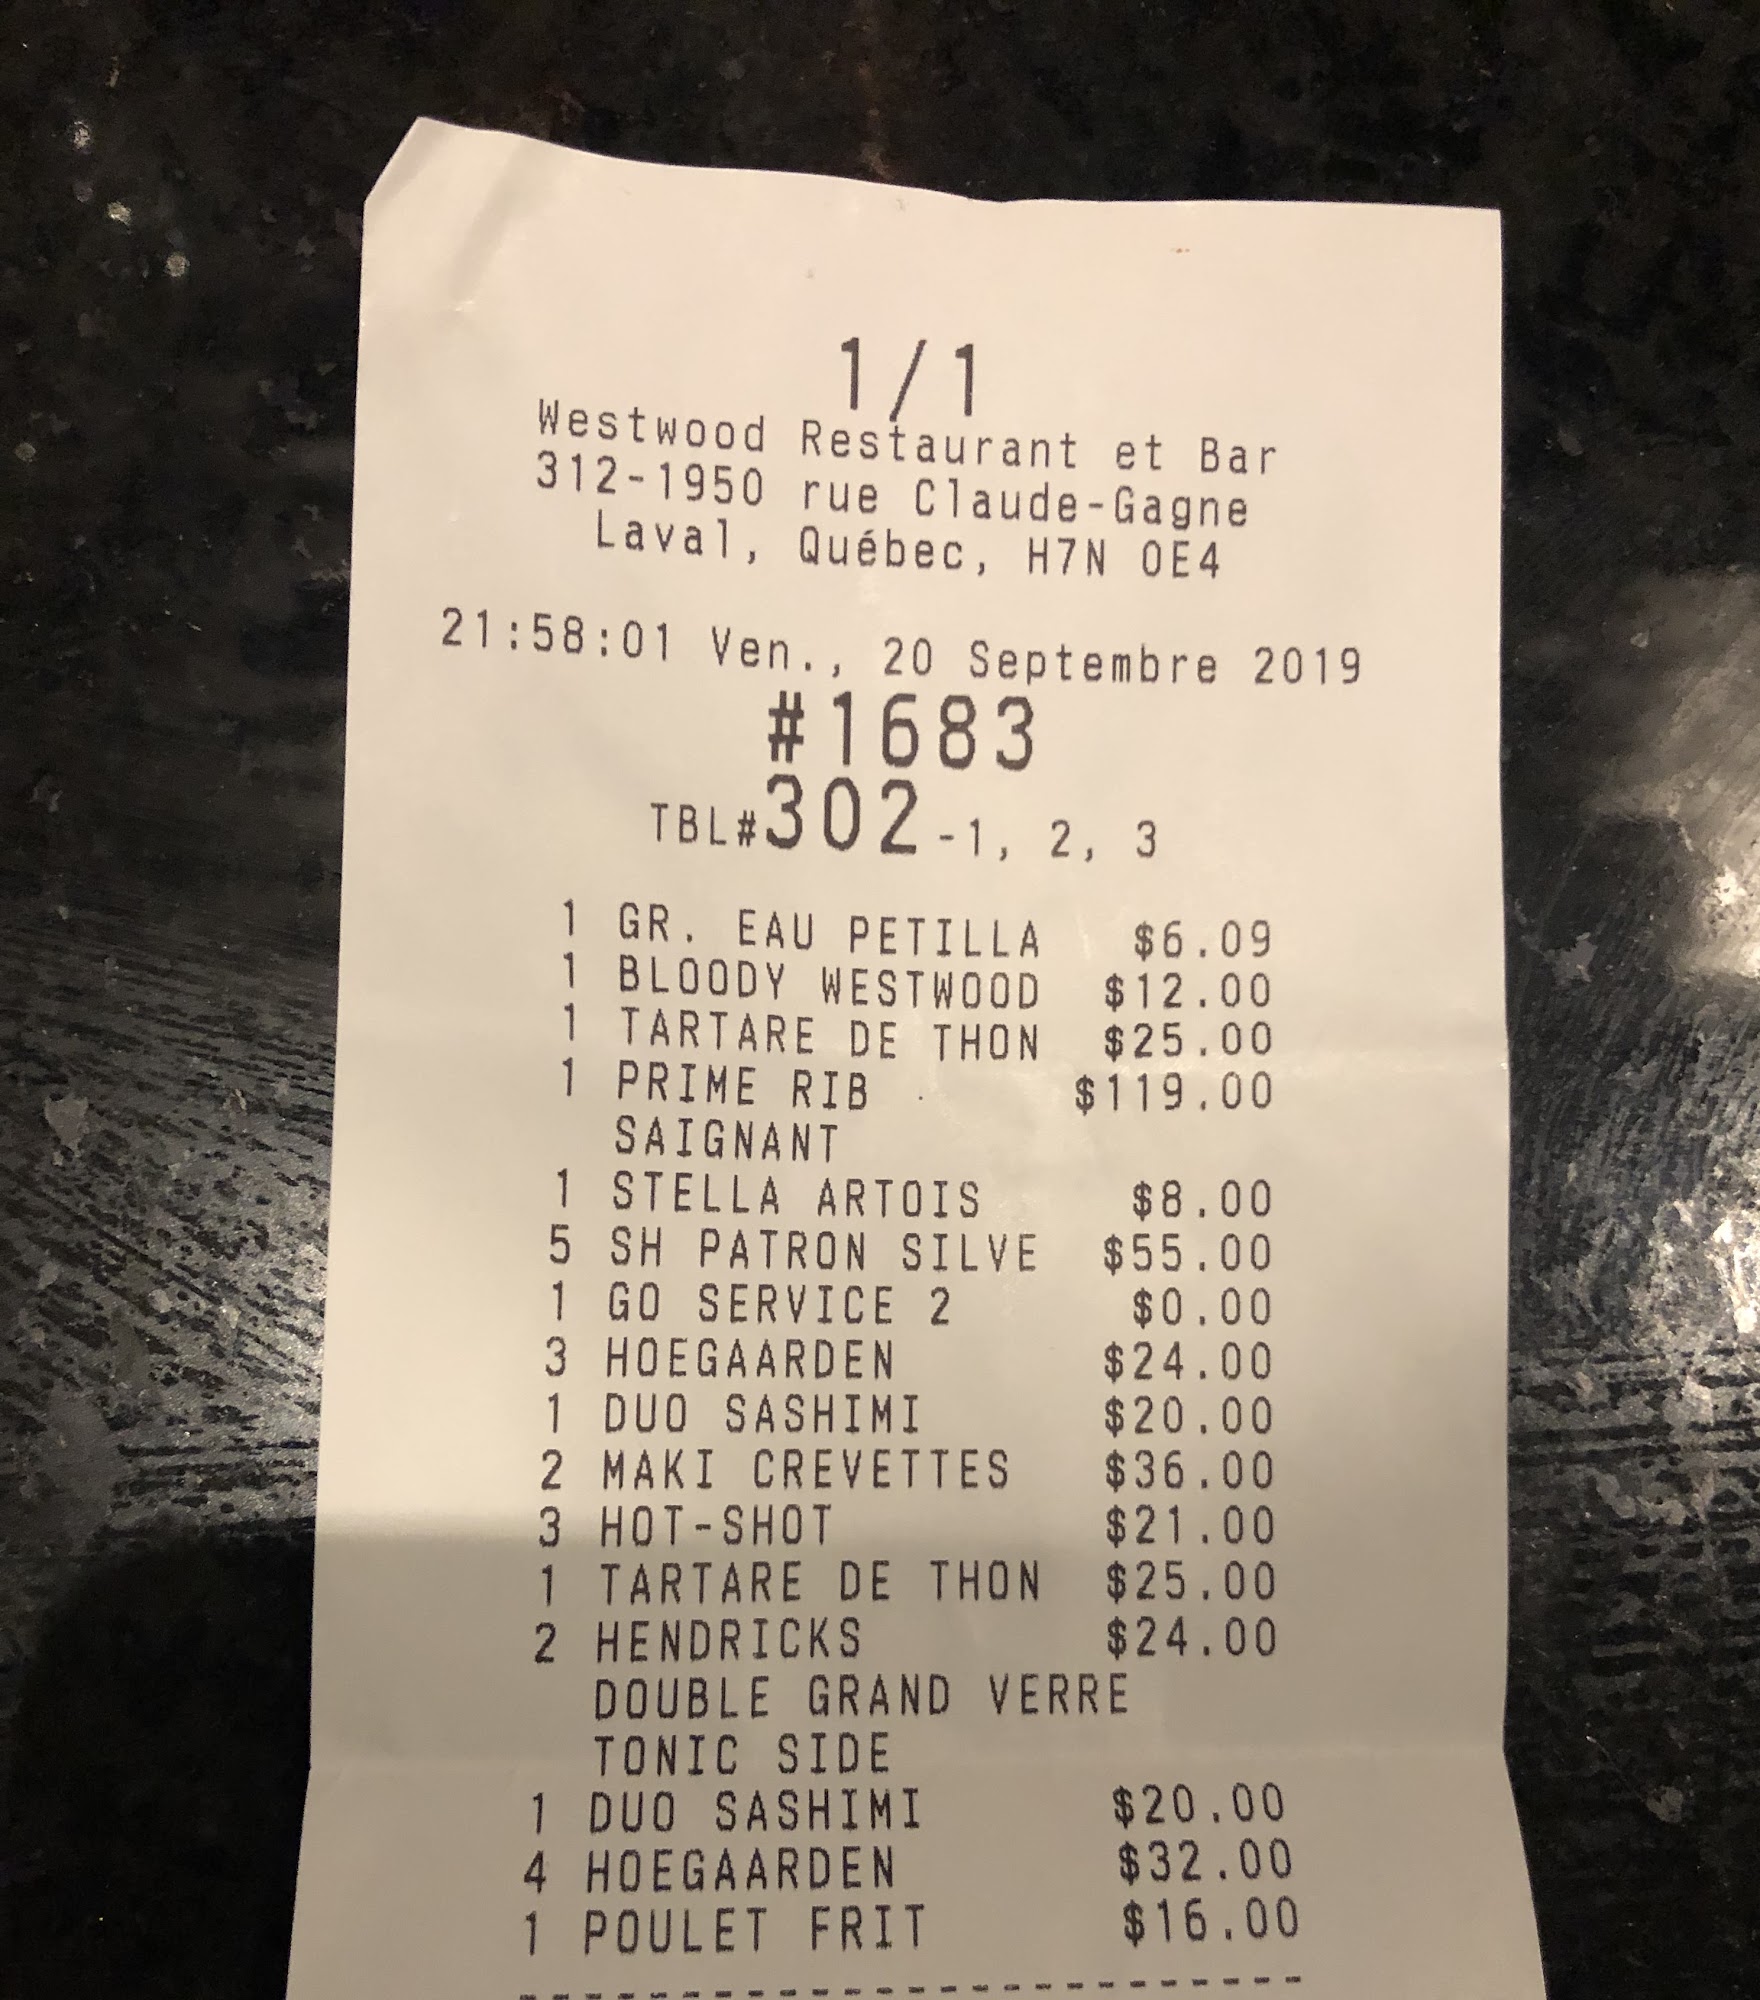 1/1
Westwood Restaurant et Bar
312-1950 rue Claude-Gagne
Laval, Québec, H7N 0E4
21:58:01 Ven., 20 Septembre 2019
#1683
TBL#302-1, 2, 3
1 GR. EAU PETILLA $6.09
1 BLOODY WESTWOOD $12.00
1 TARTARE DE THON $25.00
1 PRIME RIB $119.00
SAIGNANT
1 STELLA ARTOIS $8.00
5 SH PATRON SILVE $55.00
1 GO SERVICE 2 $0.00
3 HOEGAARDEN $24.00
1 DUO SASHIMI $20.00
2 MAKI CREVETTES $36.00
3 HOT-SHOT $21.00
1 TARTARE DE THON $25.00
2 HENDRICKS $24.00
DOUBLE GRAND VERRE
TONIC SIDE
1 DUO SASHIMI $20.00
4 HOEGAARDEN $32.00
1 POULET FRIT $16.00